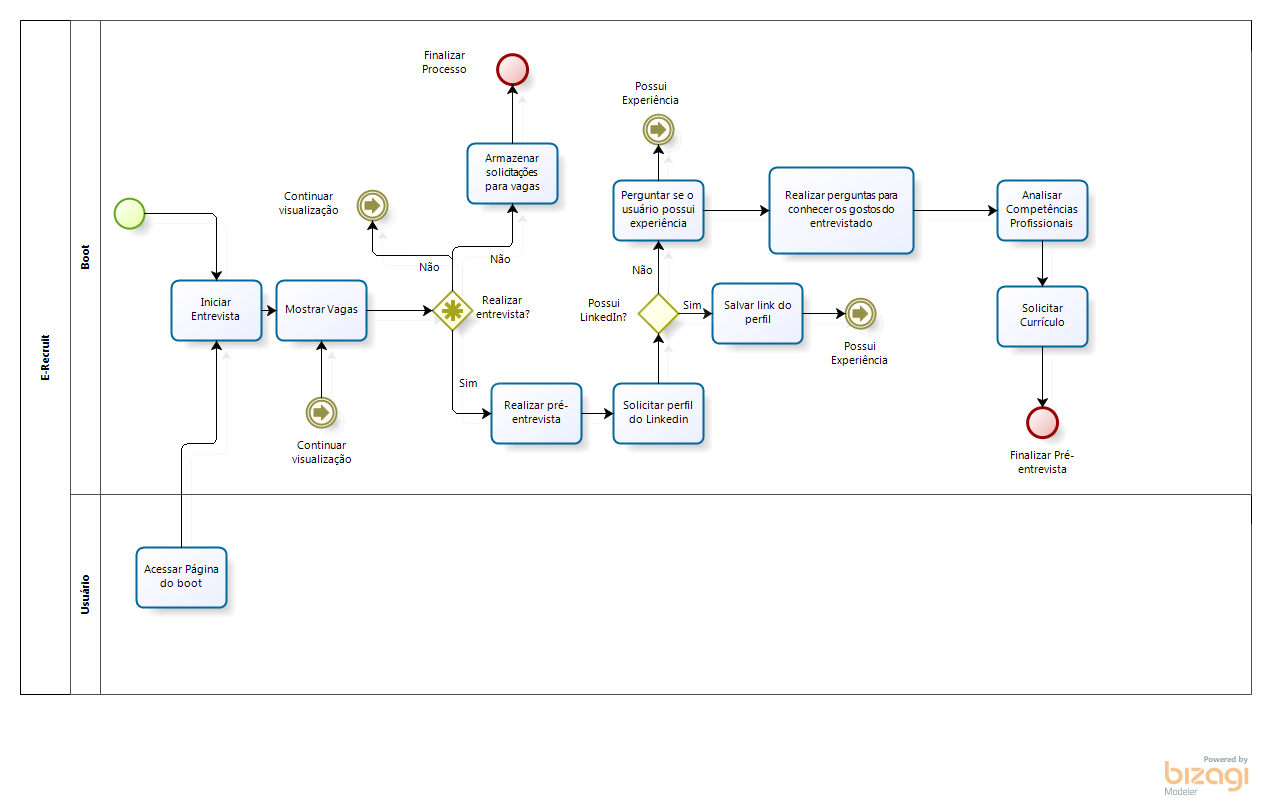 E-Recruit
Boot
Finalizar
Processo
Possui
Experiência
Armazenar
solicitações
para vagas
Continuar
visualização
Perguntar se o
usuário possui
experiência
Realizar perguntas para
conhecer os gostos do
entrevistado
Analisar
Competências
Profissionais
Não
Não
Não
Iniciar
Entrevista
Mostrar Vagas
Realizar
entrevista?
Possui
LinkedIn?
Sim
Salvar link do
perfil
Solicitar
Currículo
Possui
Experiência
Sim
Realizar pré-
entrevista
Solicitar perfil
do Linkedin
Continuar
visualização
Finalizar Pré-
entrevista
Usuário
Acessar Página
do boot
Powered by
bizagi
Modeler